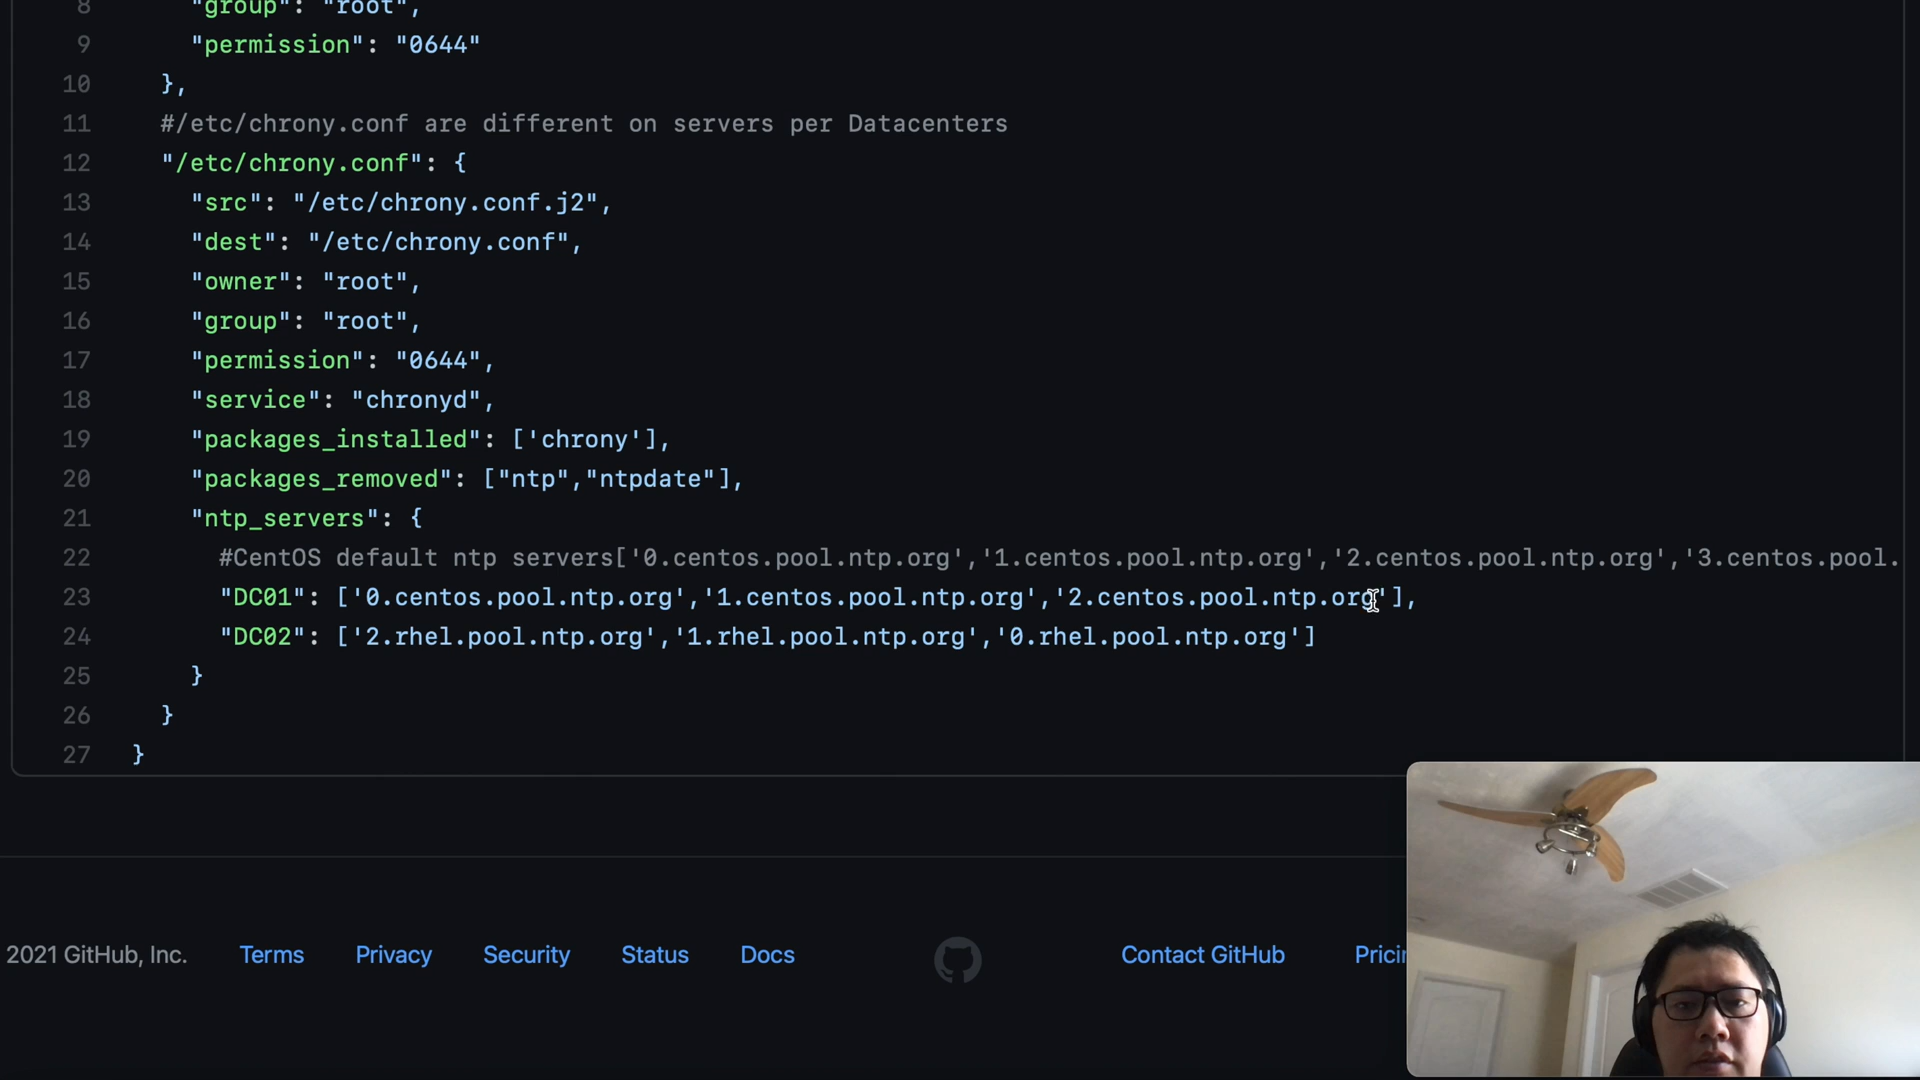 8 "group": "root",
9 "permission": "0644"
10 },
11 #/etc/chrony.conf are different on servers per Datacenters
12 "/etc/chrony.conf": {
13 "src": "/etc/chrony.conf.j2",
14 "dest": "/etc/chrony.conf",
15 "owner": "root",
16 "group": "root",
17 "permission": "0644",
18 "service": "chronyd",
19 "packages_installed": ['chrony'],
20 "packages_removed": ["ntp","ntpdate"],
21 "ntp_servers": {
22 #CentOS default ntp servers['0.centos.pool.ntp.org','1.centos.pool.ntp.org','2.centos.pool.ntp.org','3.centos.pool.
23 "DC01": ['0.centos.pool.ntp.org','1.centos.pool.ntp.org','2.centos.pool.ntp.org'],
24 "DC02": ['2.rhel.pool.ntp.org','1.rhel.pool.ntp.org','0.rhel.pool.ntp.org']
25 }
26 }
27 }
2021 GitHub, Inc. Terms Privacy Security Status Docs Contact GitHub